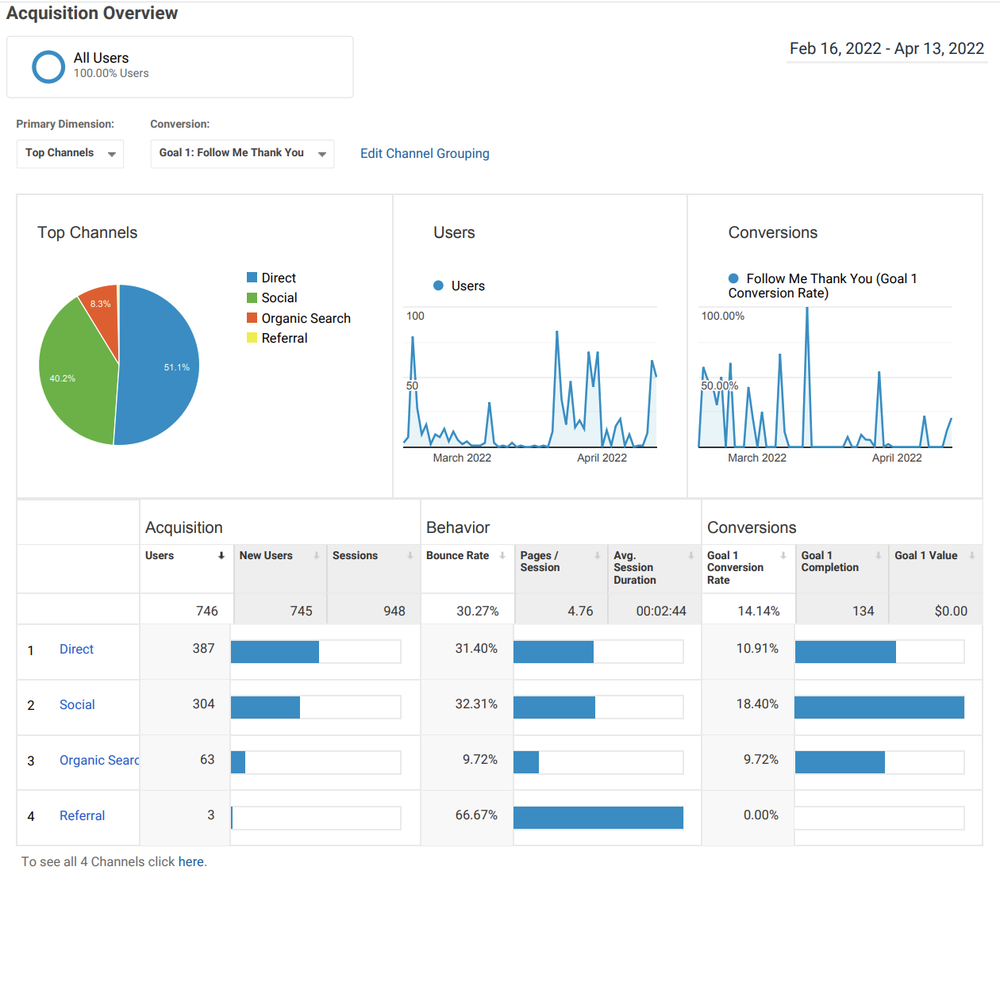 Acquisition Overview
All Users
100.00% Users
Feb 16, 2022 - Apr 13, 2022
Primary Dimension:
Conversion:
Top Channels
Goal 1: Follow Me Thank You
Edit Channel Grouping
Top Channels
Direct
Social
Organic Search
Referral
51.1%
40.2%
8.3%
Users
Users
100
50
March 2022
April 2022
Conversions
Follow Me Thank You (Goal 1
Conversion Rate)
100.00%
50.00%
March 2022
April 2022
Acquisition
Behavior
Conversions
Users
New Users
Sessions
Bounce Rate
Pages /
Session
Avg.
Session
Duration
Goal 1
Conversion
Rate
Goal 1
Completion
Goal 1 Value
746 745 948 30.27% 4.76 00:02:44 14.14% 134 $0.00
1 Direct 387 31.40% 10.91%
2 Social 304 32.31% 18.40%
3 Organic Searc 63 9.72% 9.72%
4 Referral 3 66.67% 0.00%
To see all 4 Channels click here.